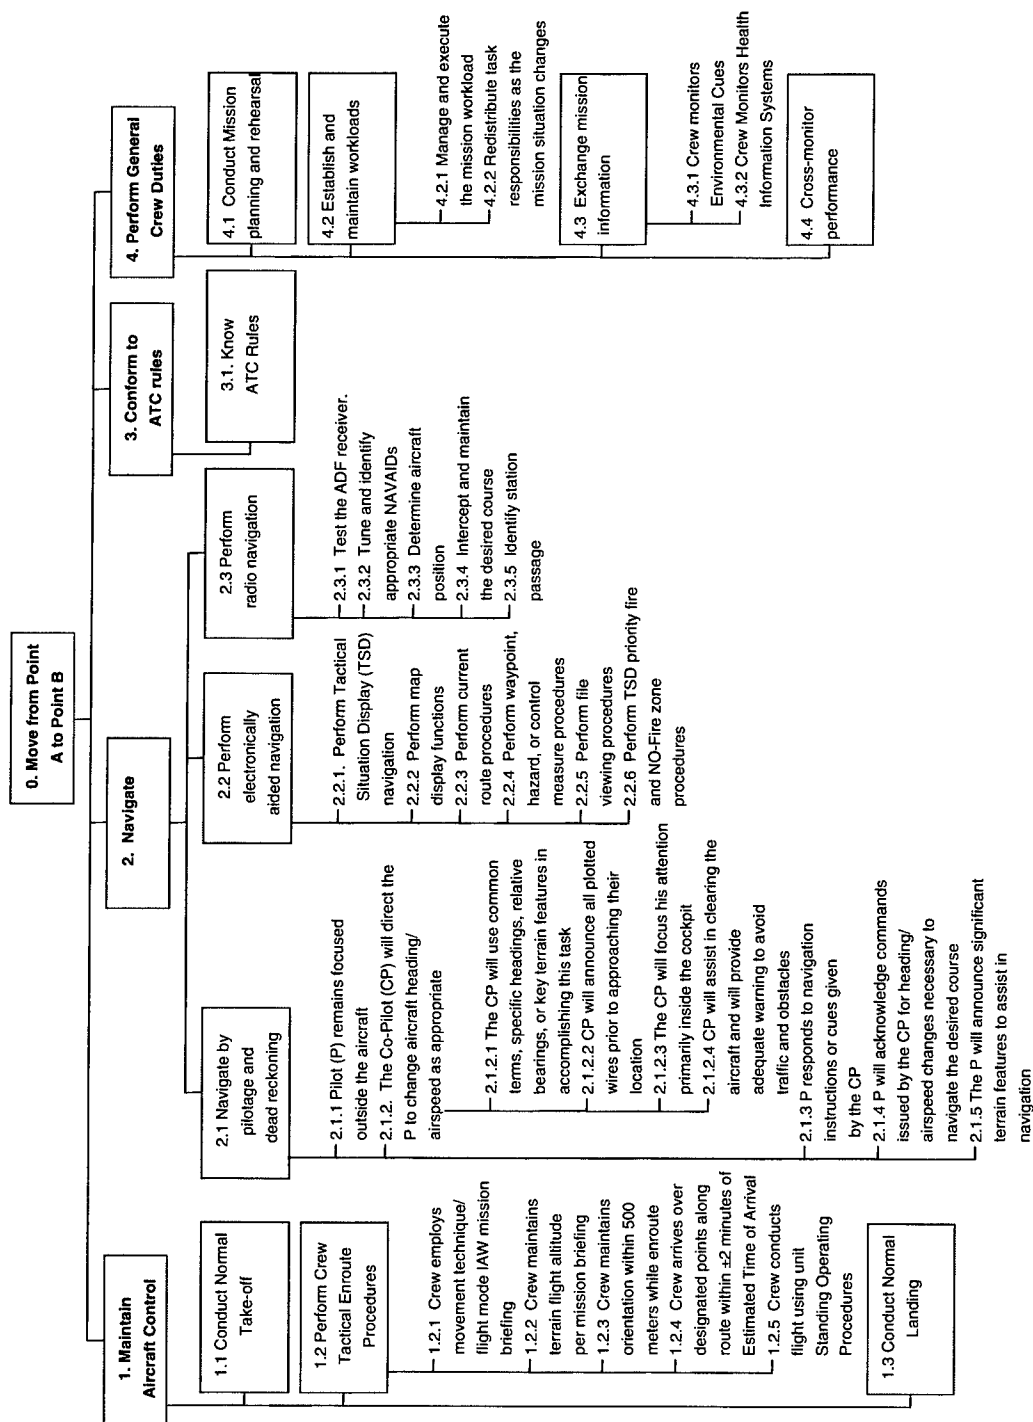 0. Move from Point
A to Point B
1. Maintain
Aircraft Control
1.1 Conduct Normal
Take-off
1.2 Perform Crew
Tactical Enroute
Procedures
1.2.1 Crew employs
movement technique/
flight mode IAW mission
briefing
1.2.2 Crew maintains
terrain flight altitude
per mission briefing
1.2.3 Crew maintains
orientation within 500
meters while enroute
1.2.4 Crew arrives over
designated points along
route within ±2 minutes of
Estimated Time of Arrival
1.2.5 Crew conducts
flight using unit
Standing Operating
Procedures
1.3 Conduct Normal
Landing
2. Navigate
2.1 Navigate by
pilotage and
dead reckoning
2.1.1 Pilot (P) remains focused
outside the aircraft
2.1.2. The Co-Pilot (CP) will direct the
P to change aircraft heading/
airspeed as appropriate
2.1.2.1 The CP will use common
terms, specific headings, relative
bearings, or key terrain features in
accomplishing this task
2.1.2.2 CP will announce all plotted
wires prior to approaching their
location
2.1.2.3 The CP will focus his attention
primarily inside the cockpit
2.1.2.4 CP will assist in clearing the
aircraft and will provide
adequate warning to avoid
traffic and obstacles
2.1.3 P responds to navigation
instructions or cues given
by the CP
2.1.4 P will acknowledge commands
issued by the CP for heading/
airspeed changes necessary to
navigate the desired course
2.1.5 The P will announce significant
terrain features to assist in
navigation
2.2 Perform
electronically
aided navigation
2.2.1. Perform Tactical
Situation Display (TSD)
navigation
2.2.2 Perform map
display functions
2.2.3 Perform current
route procedures
2.2.4 Perform waypoint,
hazard, or control
measure procedures
2.2.5 Perform file
viewing procedures
2.2.6 Perform TSD priority fire
and NO-Fire zone
procedures
2.3 Perform
radio navigation
2.3.1 Test the ADF receiver.
2.3.2 Tune and identify
appropriate NAVAIDs
2.3.3 Determine aircraft
position
2.3.4 Intercept and maintain
the desired course
2.3.5 Identify station
passage
3. Conform to
ATC rules
3.1. Know
ATC Rules
4. Perform General
Crew Duties
4.1 Conduct Mission
planning and rehearsal
4.2 Establish and
maintain workloads
4.2.1 Manage and execute
the mission workload
4.2.2 Redistribute task
responsibilities as the
mission situation changes
4.3 Exchange mission
information
4.3.1 Crew monitors
Environmental Cues
4.3.2 Crew Monitors Health
Information Systems
4.4 Cross-monitor
performance